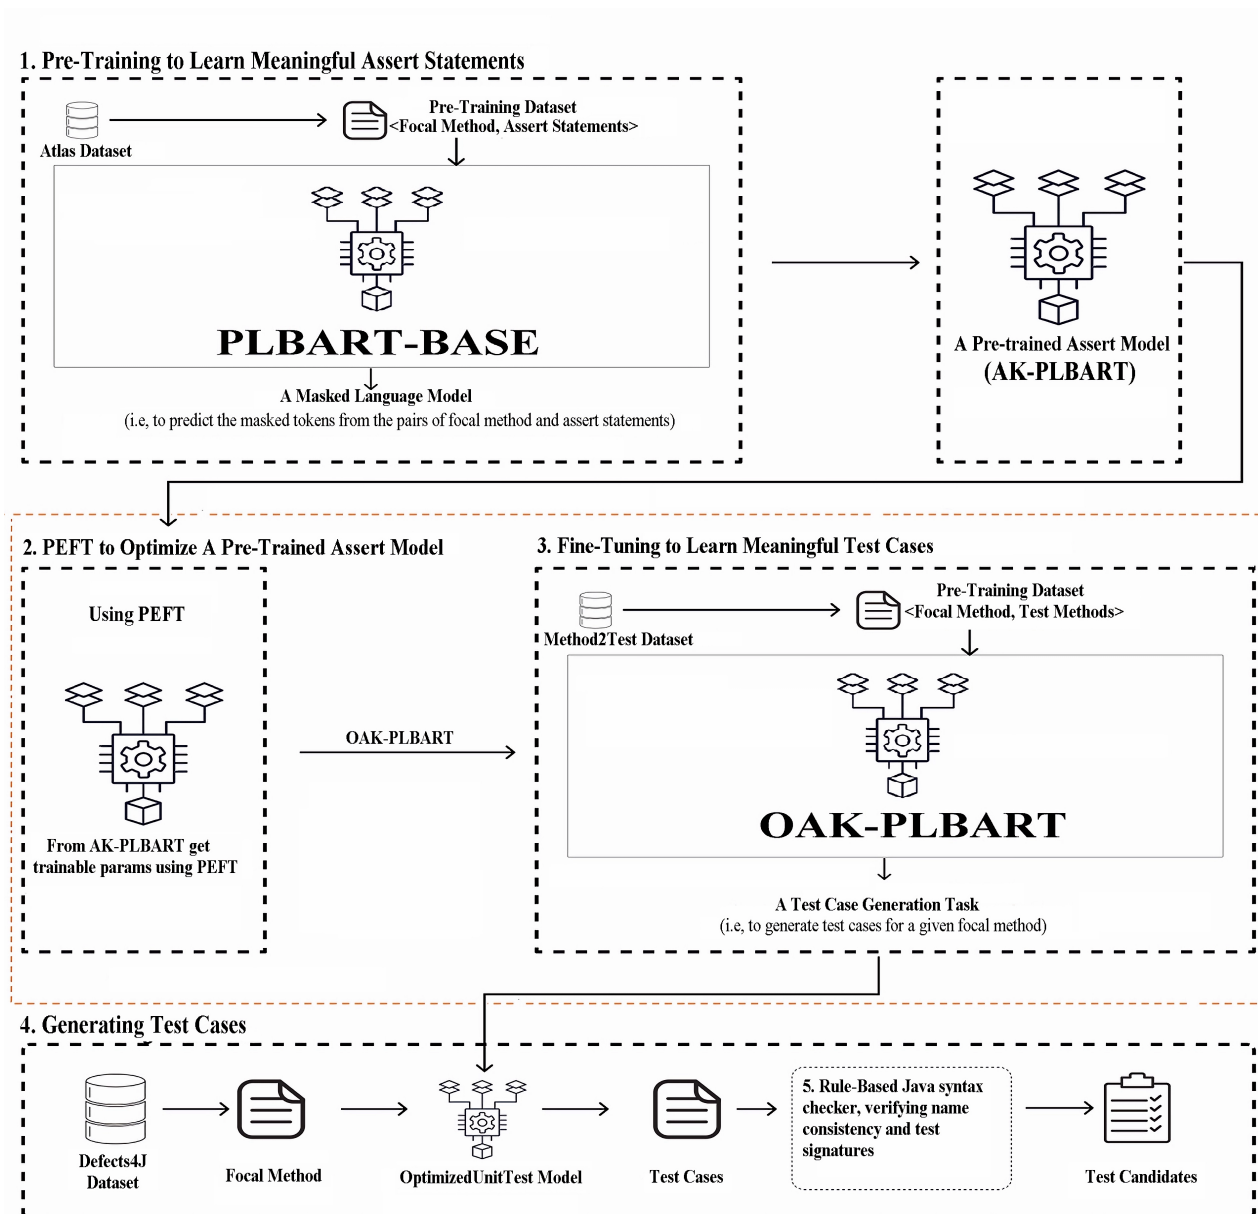 1. Pre-Training to Learn Meaningful Assert Statements
Atlas Dataset
Pre-Training Dataset
<Focal Method, Assert Statements>
PLBART-BASE
A Masked Language Model
(i.e, to predict the masked tokens from the pairs of focal method and assert statements)
A Pre-trained Assert Model
(AK-PLBART)
2. PEFT to Optimize A Pre-Trained Assert Model
Using PEFT
From AK-PLBART get
trainable params using PEFT
OAK-PLBART
3. Fine-Tuning to Learn Meaningful Test Cases
Method2Test Dataset
Pre-Training Dataset
<Focal Method, Test Methods>
OAK-PLBART
A Test Case Generation Task
(i.e, to generate test cases for a given focal method)
4. Generating Test Cases
Defects4J
Dataset
Focal Method
OptimizedUnitTest Model
Test Cases
5. Rule-Based Java syntax
checker, verifying name
consistency and test
signatures
Test Candidates